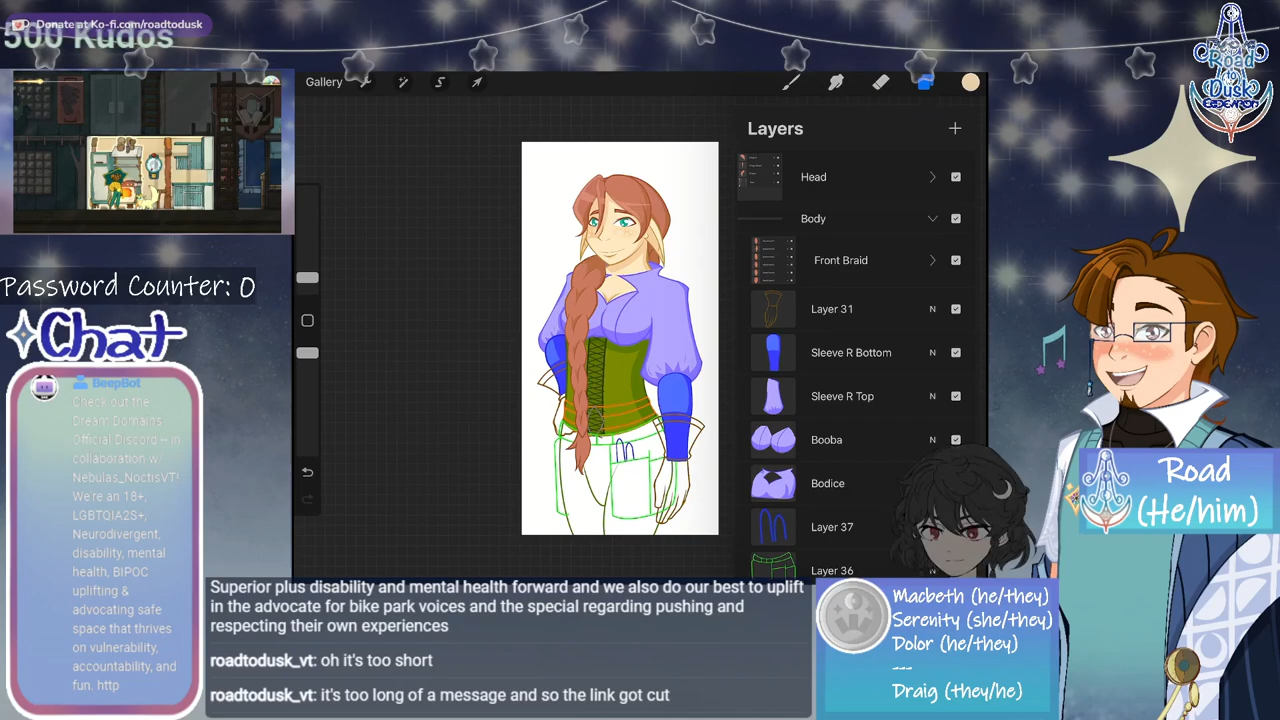 Donate at Ko-fi.com/roadtodusk
500 Kudos
Road
to
Dusk
Gallery
Layers
Head
Body
Front Braid
Layer 31
N
Sleeve R Bottom
N
Sleeve R Top
N
Booba
N
Bodice
Layer 37
Layer 36
Password Counter: 0
Chat
BeepBot
Check out the
Dream Domains
Official Discord -- in
collaboration w/
Nebulas_NoctisVT!
We're an 18+,
LGBTQIA2S+,
Neurodivergent,
disability, mental
health, BIPOC
uplifting &
advocating safe
space that thrives
on vulnerability,
accountability, and
fun. http
Superior plus disability and mental health forward and we also do our best to uplift
in the advocate for bike park voices and the special regarding pushing and
respecting their own experiences
roadtodusk_vt: oh it's too short
roadtodusk_vt: it's too long of a message and so the link got cut
Road
(He/him)
Macbeth (he/they)
Serenity (she/they)
Dolor (he/they)
---
Draig (they/he)